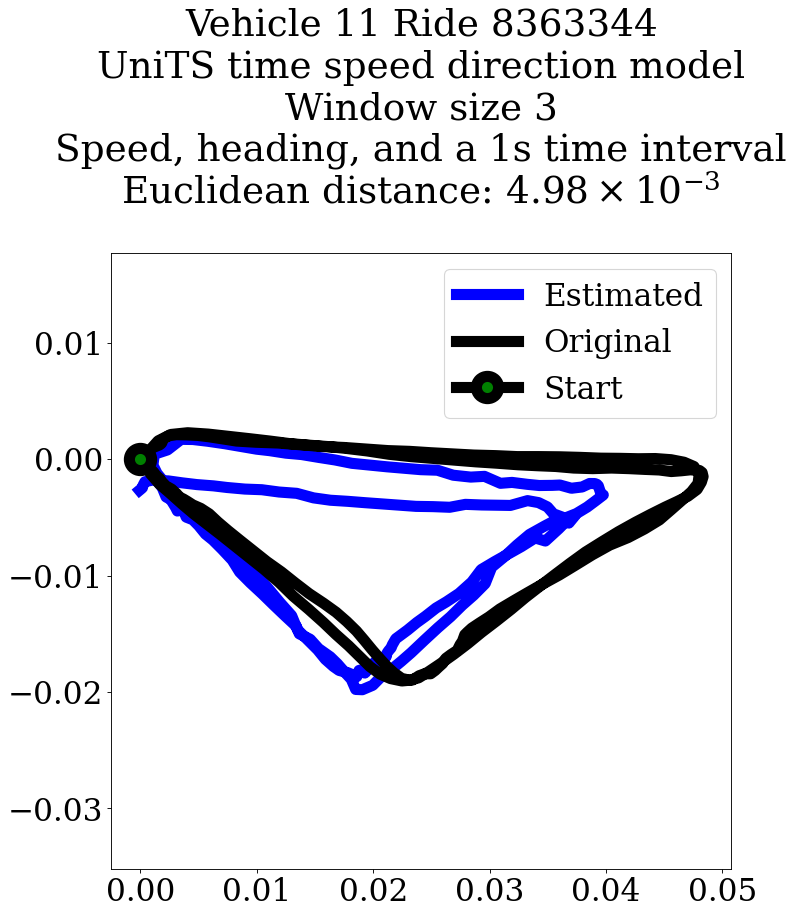 Vehicle 11 Ride 8363344
UniTS time speed direction model
Window size 3
Speed, heading, and a 1s time interval
Euclidean distance: 4.98 × 10⁻³
Estimated
Original
Start
0.01
0.00
−0.01
−0.02
−0.03
0.00 0.01 0.02 0.03 0.04 0.05